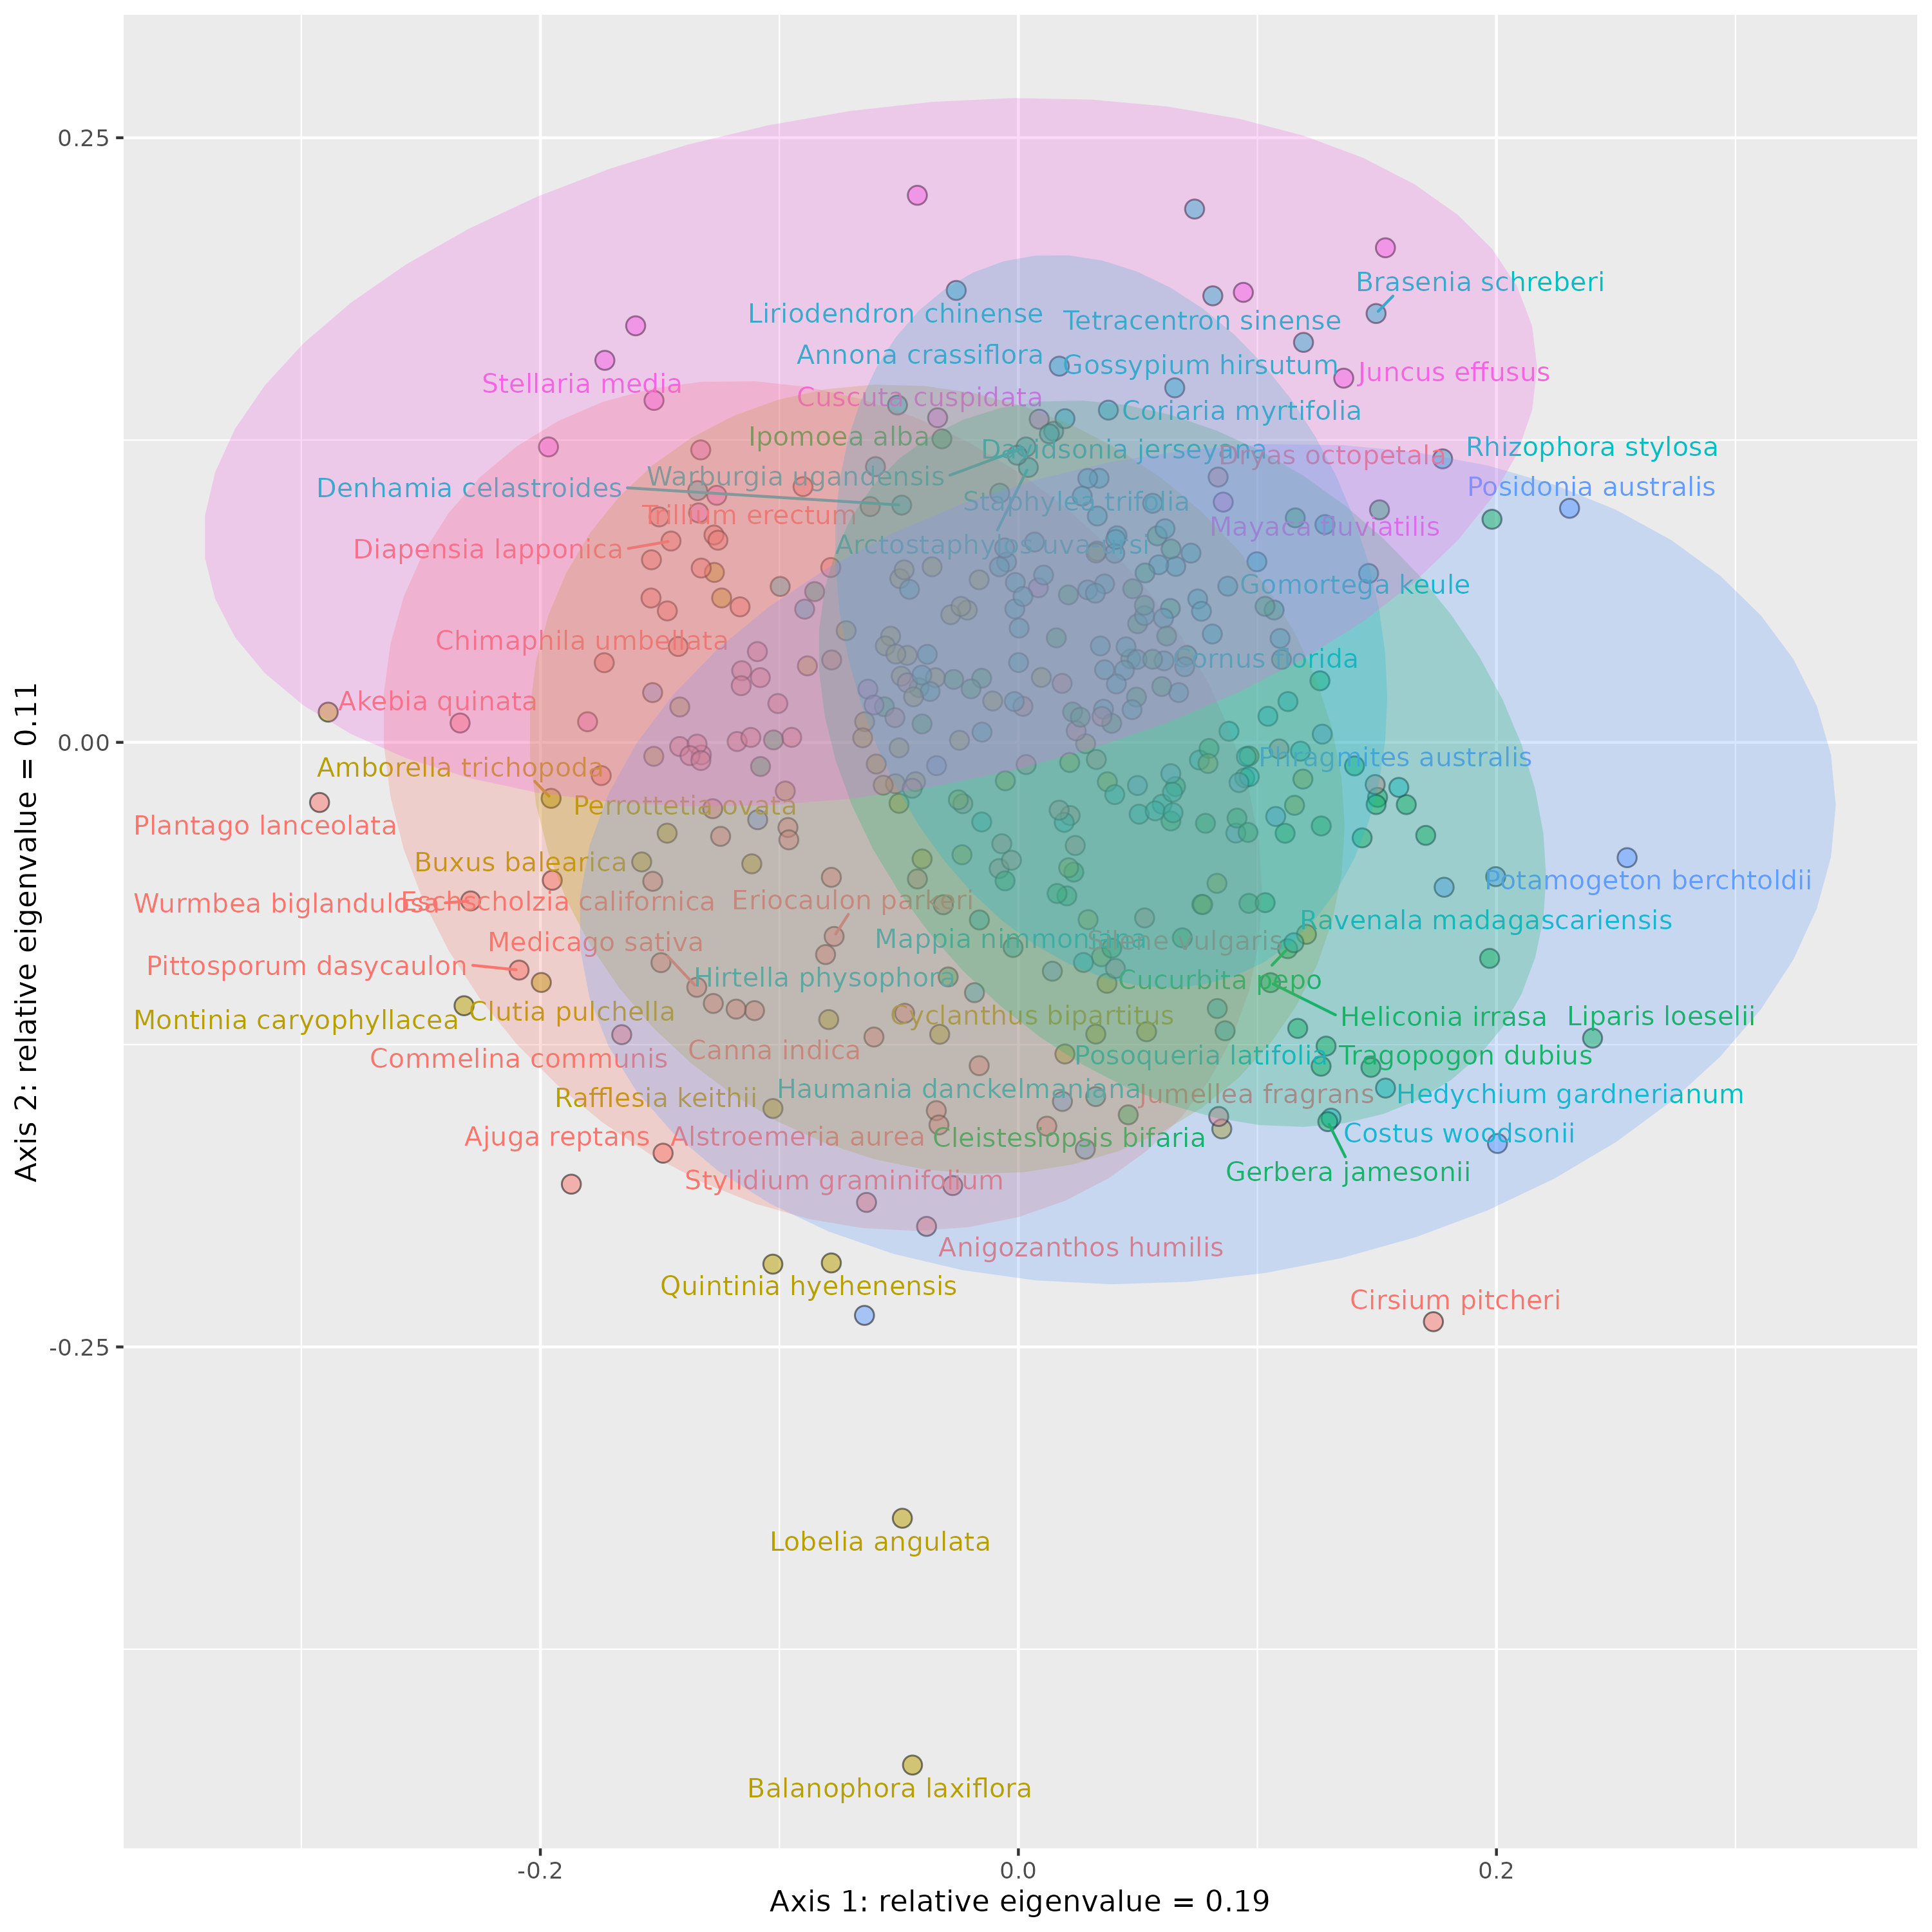 0.25
Brasenia schreberi
Liriodendron chinense
Tetracentron sinense
Annona crassiflora
Gossypium hirsutum
Juncus effusus
Stellaria media
Cuscuta cuspidata
Coriaria myrtifolia
Ipomoea alba
Davidsonia jerseyana
Dryas octopetala
Rhizophora stylosa
Warburgia ugandensis
Denhamia celastroides
Posidonia australis
Staphylea trifolia
Trillium erectum
Mayaca fluviatilis
Diapensia lapponica
Arctostaphylos uva-ursi
Gomortega keule
Chimaphila umbellata
Cornus florida
Akebia quinata
0.00
Amborella trichopoda
Phragmites australis
Perrottetia ovata
Plantago lanceolata
Buxus balearica
Potamogeton berchtoldii
Wurmbea biglandulosa
Eschscholzia californica
Eriocaulon parkeri
Ravenala madagascariensis
Medicago sativa
Mappia nimmoniana
Silene vulgaris
Pittosporum dasycaulon
Hirtella physophora
Cucurbita pepo
Montinia caryophyllacea
Clutia pulchella
Cyclanthus bipartitus
Heliconia irrasa
Liparis loeselii
Commelina communis
Canna indica
Posoqueria latifolia
Tragopogon dubius
Rafflesia keithii
Haumania danckelmaniana
Jumellea fragrans
Hedychium gardnerianum
Ajuga reptans
Alstroemeria aurea
Cleistesiopsis bifaria
Costus woodsonii
Stylidium graminifolium
Gerbera jamesonii
Anigozanthos humilis
Quintinia hyehenensis
Cirsium pitcheri
-0.25
Lobelia angulata
Balanophora laxiflora
-0.2
0.0
0.2
Axis 1: relative eigenvalue = 0.19
Axis 2: relative eigenvalue = 0.11